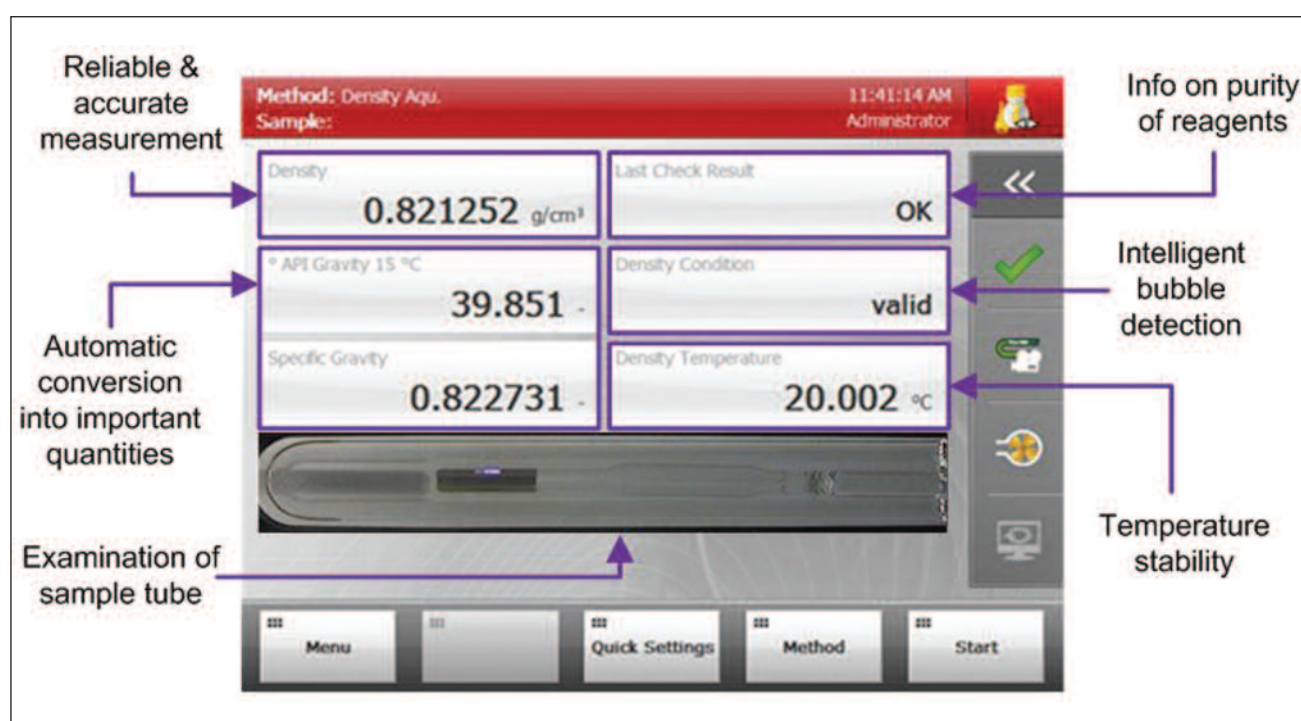 Reliable &
accurate
measurement
Automatic
conversion
into important
quantities
Examination of
sample tube
Method: Density Aqu.
Sample:
11:41:14 AM
Administrator
Density
0.821252 g/cm³
Last Check Result
OK
° API Gravity 15 °C
39.851 -
Density Condition
valid
Specific Gravity
0.822731 -
Density Temperature
20.002 °C
Menu
Quick Settings
Method
Start
Info on purity
of reagents
Intelligent
bubble
detection
Temperature
stability